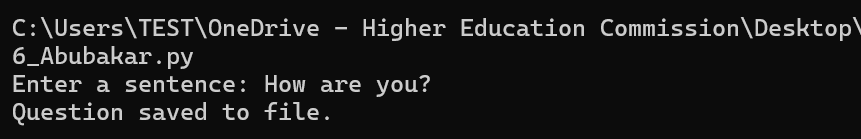 C:\Users\TEST\OneDrive - Higher Education Commission\Desktop\
6_Abubakar.py
Enter a sentence: How are you?
Question saved to file.